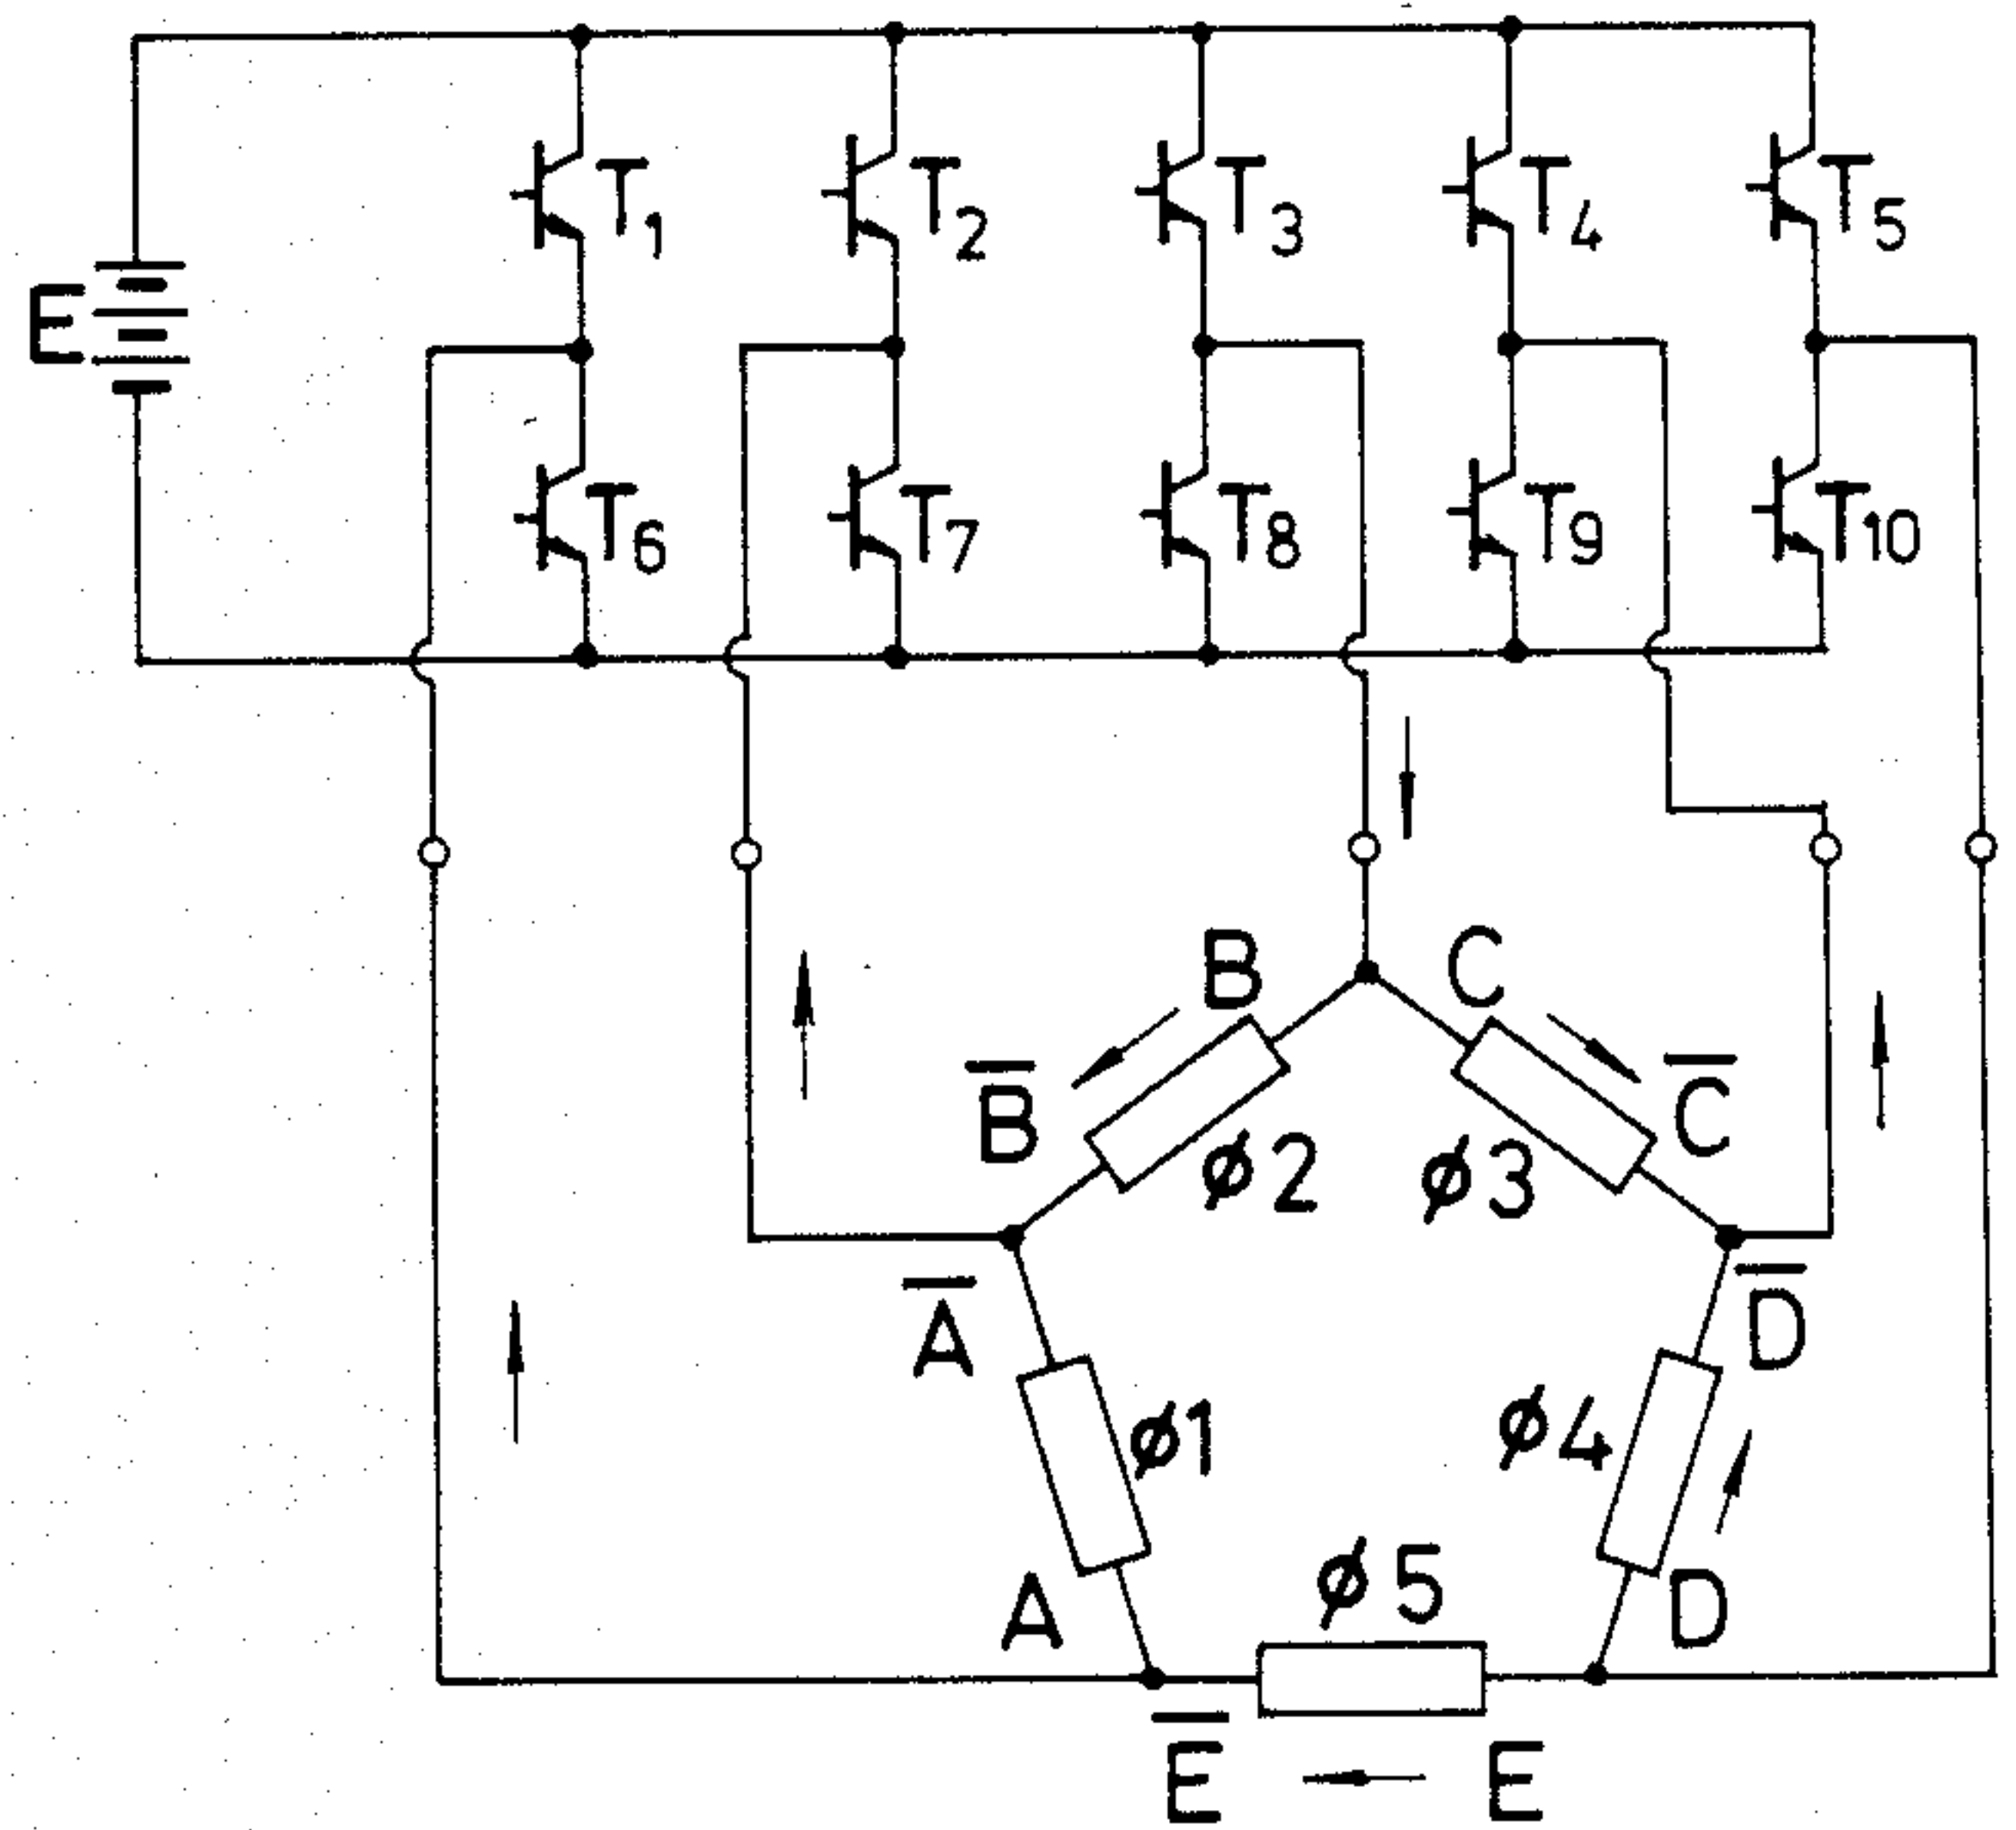 T1 T2 T3 T4 T5
E
T6 T7 T8 T9 T10
B C
B̅ C̅
ø2 ø3
A̅ D̅
ø1 ø4
A ø5 D
E̅ E